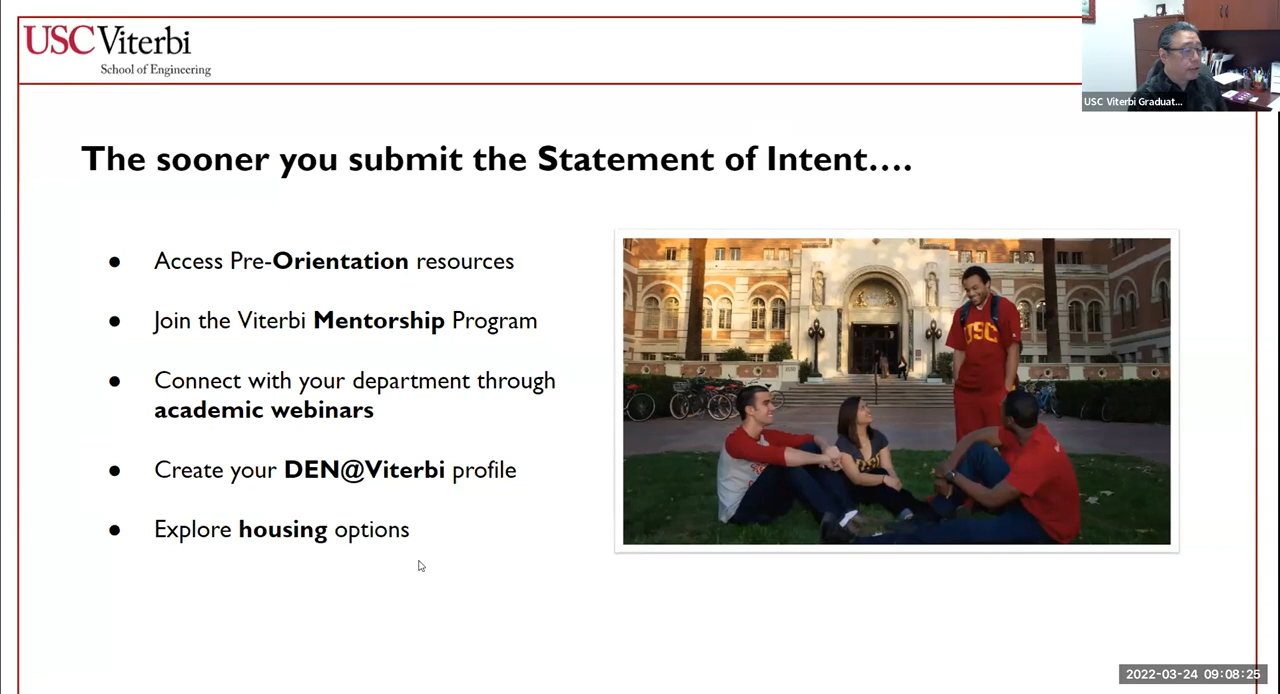 USC Viterbi
School of Engineering
USC Viterbi Graduat...
The sooner you submit the Statement of Intent....
● Access Pre-Orientation resources
● Join the Viterbi Mentorship Program
● Connect with your department through
academic webinars
● Create your DEN@Viterbi profile
● Explore housing options
USC
2022-03-24 09:08:25